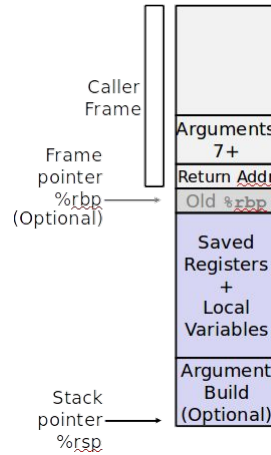 Caller
Frame
Arguments
7+
Frame
pointer
%rbp
(Optional)
Return Addr
Old %rbp
Saved
Registers
+
Local
Variables
Argument
Build
(Optional)
Stack
pointer
%rsp